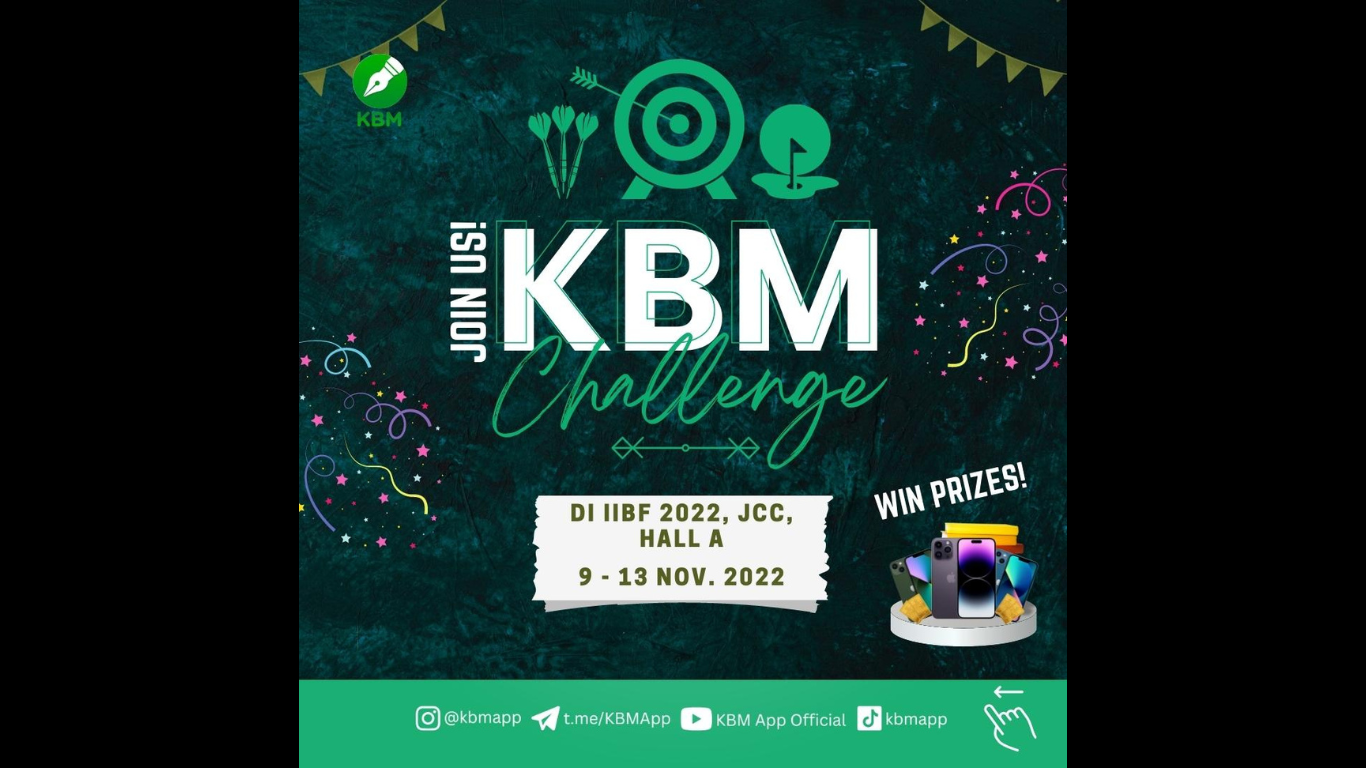 KBM
JOIN US!
KBM
Challenge
DI IIBF 2022, JCC,
HALL A
9 - 13 NOV. 2022
WIN PRIZES!
@kbmapp t.me/KBMApp KBM App Official kbmapp